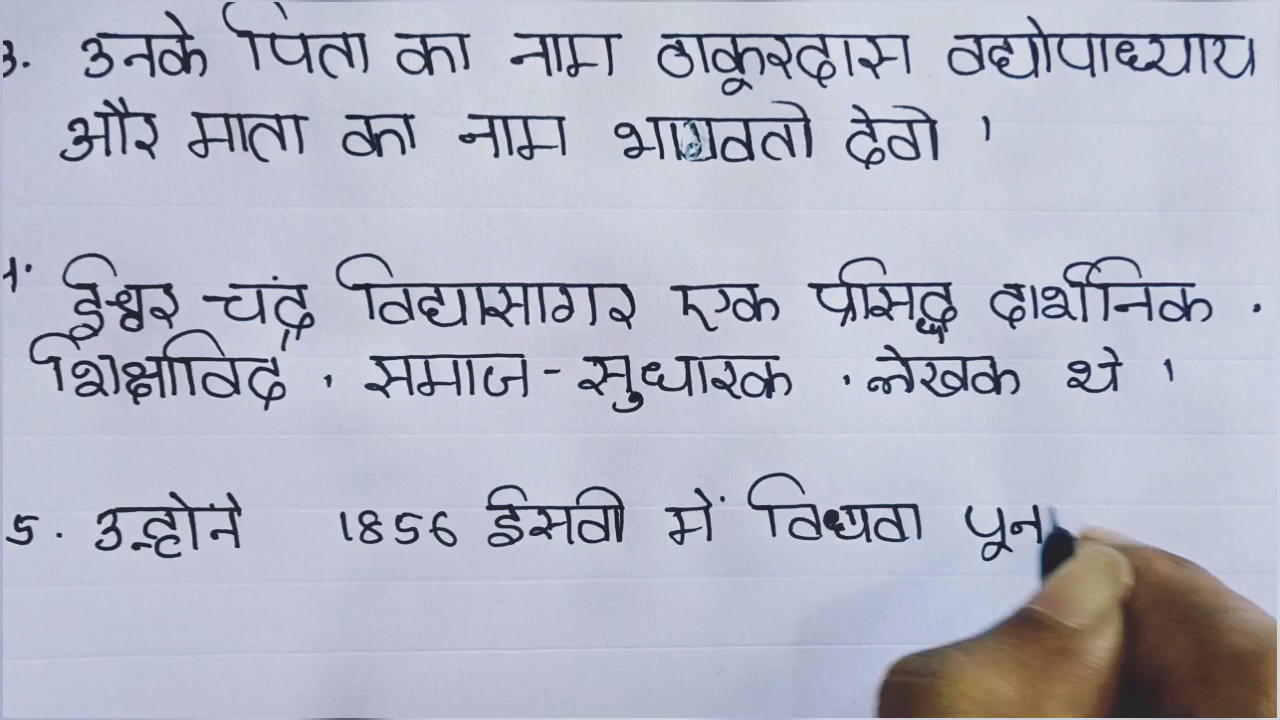 3. उनके पिता का नाम ठाकूरदास वद्योपाध्याय
और माता का नाम भागवतो देवो ।
ईश्वर चंद्र विद्यासागर एक प्रसिद्ध दार्शनिक .
शिक्षाविद , समाज - सुधारक , लेखक थे ।
5. उन्होने 1856 ईसवी में विधवा पून